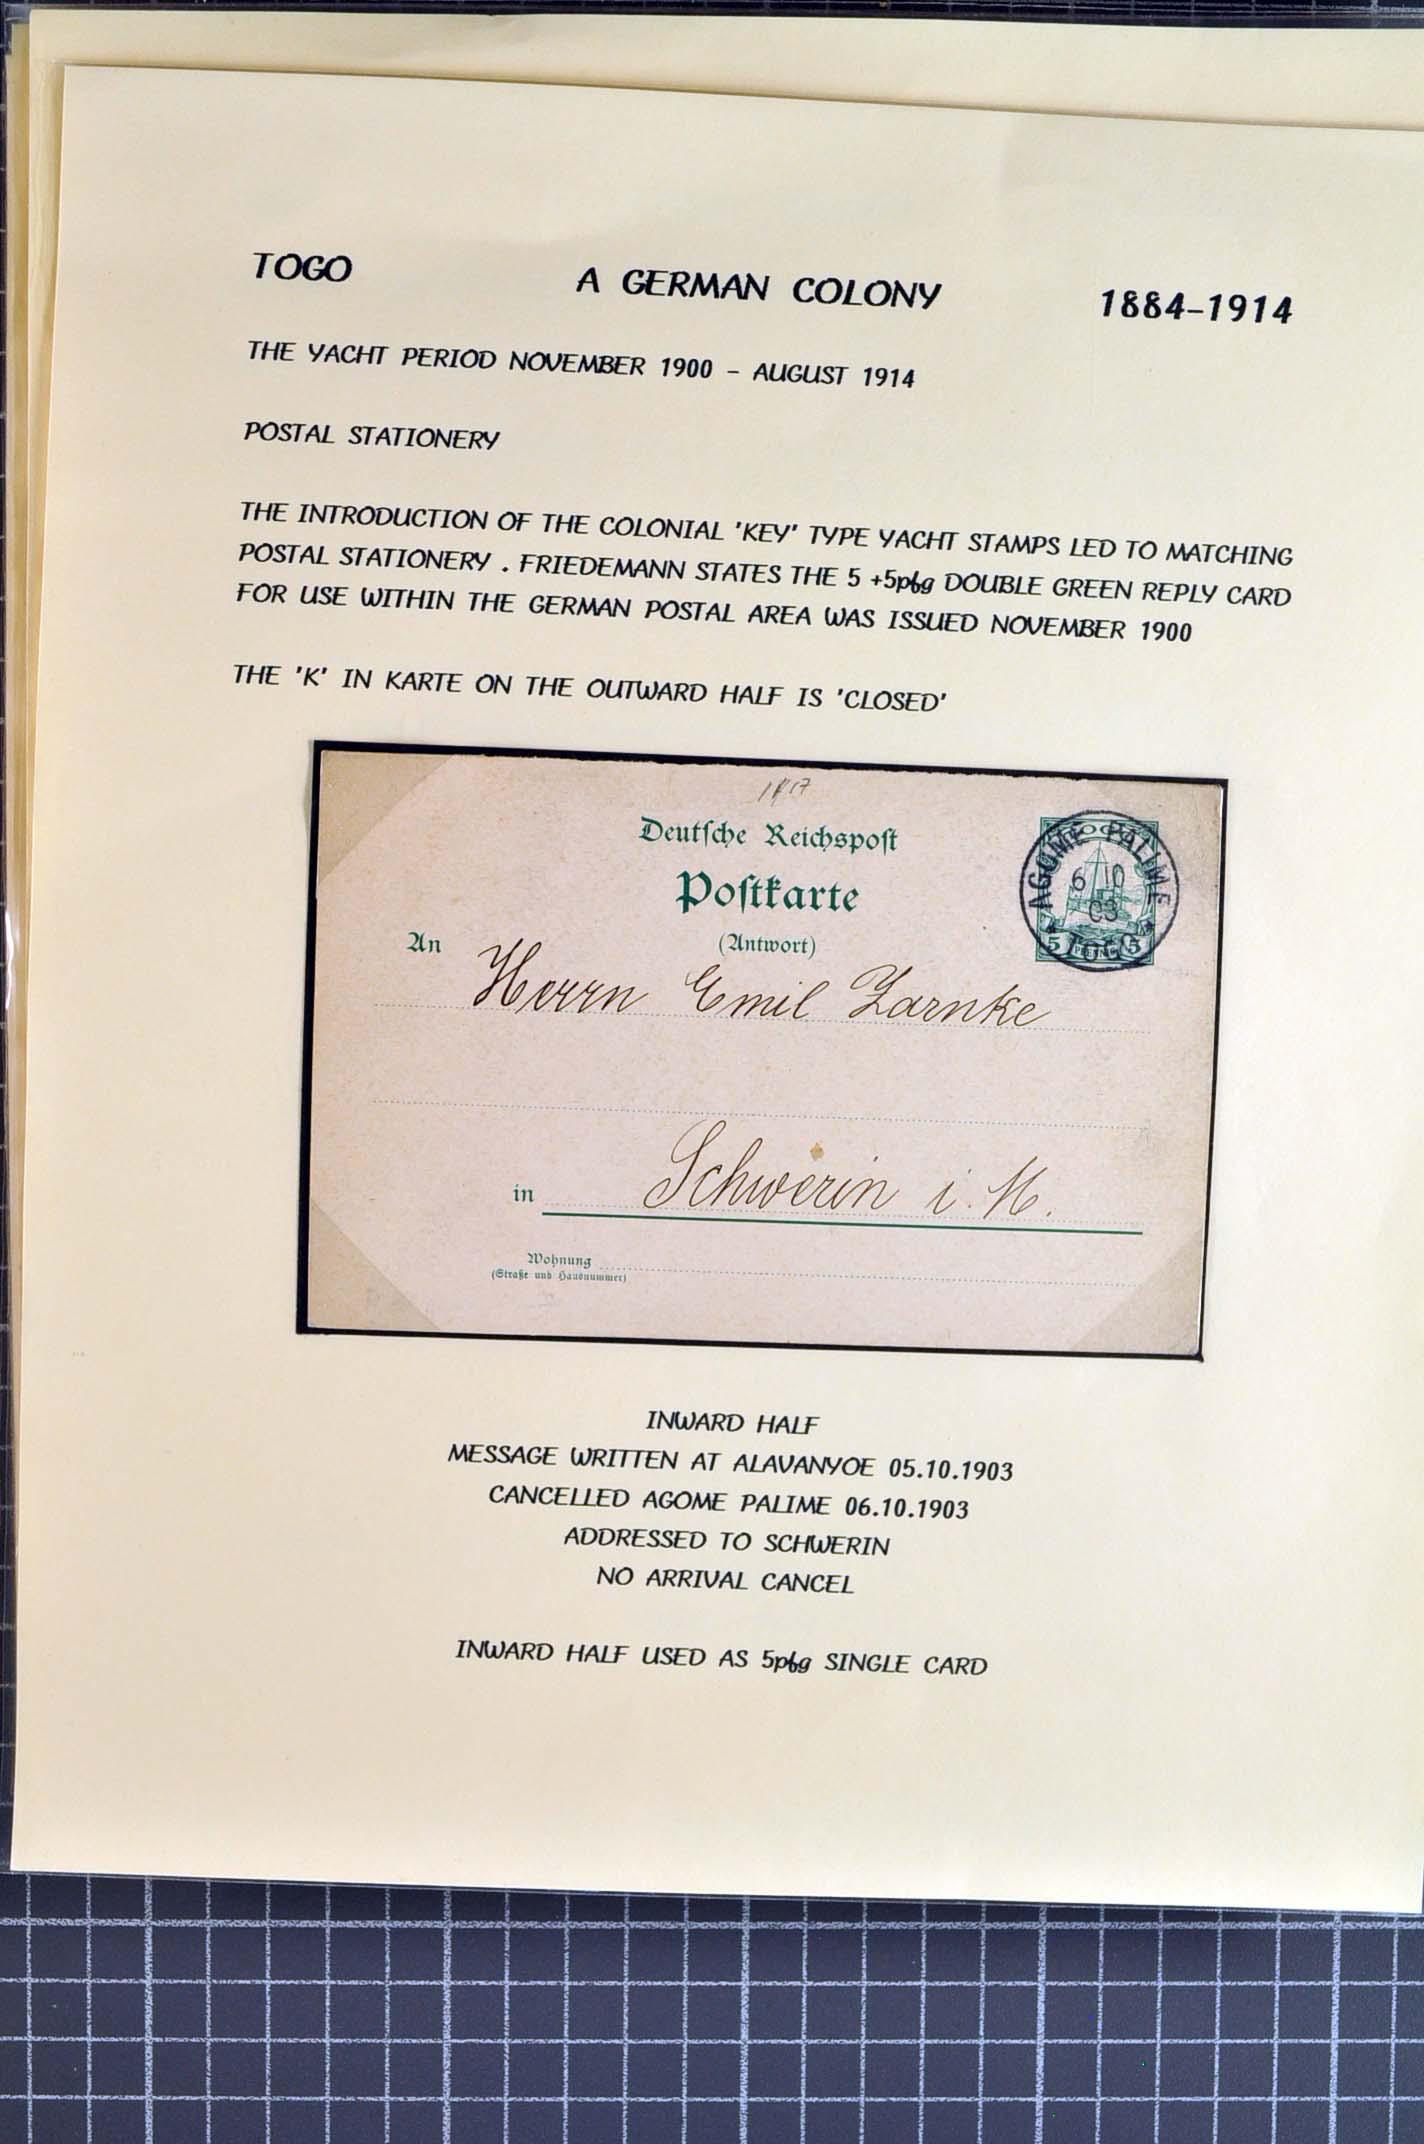 TOGO A GERMAN COLONY 1884-1914
THE YACHT PERIOD NOVEMBER 1900 - AUGUST 1914
POSTAL STATIONERY
THE INTRODUCTION OF THE COLONIAL 'KEY' TYPE YACHT STAMPS LED TO MATCHING
POSTAL STATIONERY . FRIEDEMANN STATES THE 5 +5pfg DOUBLE GREEN REPLY CARD
FOR USE WITHIN THE GERMAN POSTAL AREA WAS ISSUED NOVEMBER 1900
THE 'K' IN KARTE ON THE OUTWARD HALF IS 'CLOSED'
Deutsche Reichspost
Postkarte
(Antwort)
TOGO
5 PFENNIG 5
AGOME PALIME
6 10
03
* TOGO *
An Herrn Emil Zarnke
in Schwerin i. M.
Wohnung
(Straße und Hausnummer)
INWARD HALF
MESSAGE WRITTEN AT ALAVANYOE 05.10.1903
CANCELLED AGOME PALIME 06.10.1903
ADDRESSED TO SCHWERIN
NO ARRIVAL CANCEL
INWARD HALF USED AS 5pfg SINGLE CARD